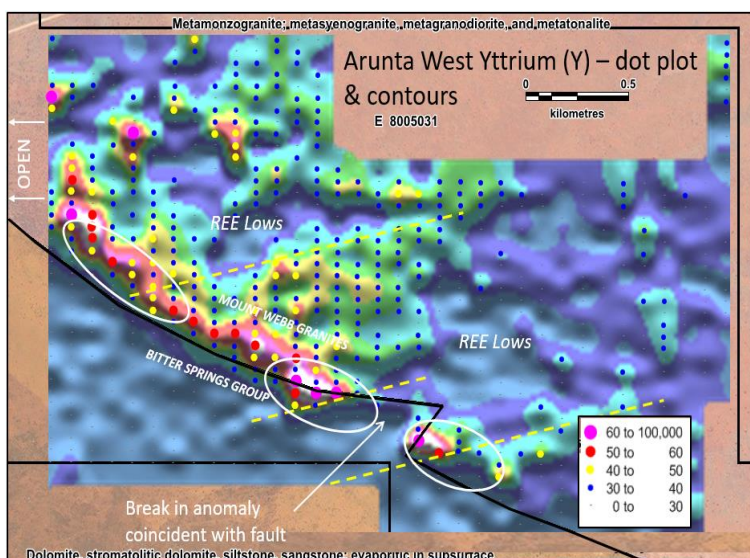 Metamonzogranite; metasyenogranite, metagranodiorite, and metatonalite
Arunta West Yttrium (Y) – dot plot
& contours
0 0.5
kilometres
E 8005031
OPEN
REE Lows
MOUNT WEBB GRANITES
BITTER SPRINGS GROUP
REE Lows
60 to 100,000
50 to 60
40 to 50
30 to 40
0 to 30
Break in anomaly
coincident with fault
Dolomite, stromatolitic dolomite, siltstone, sandstone; evaporitic in subsurface